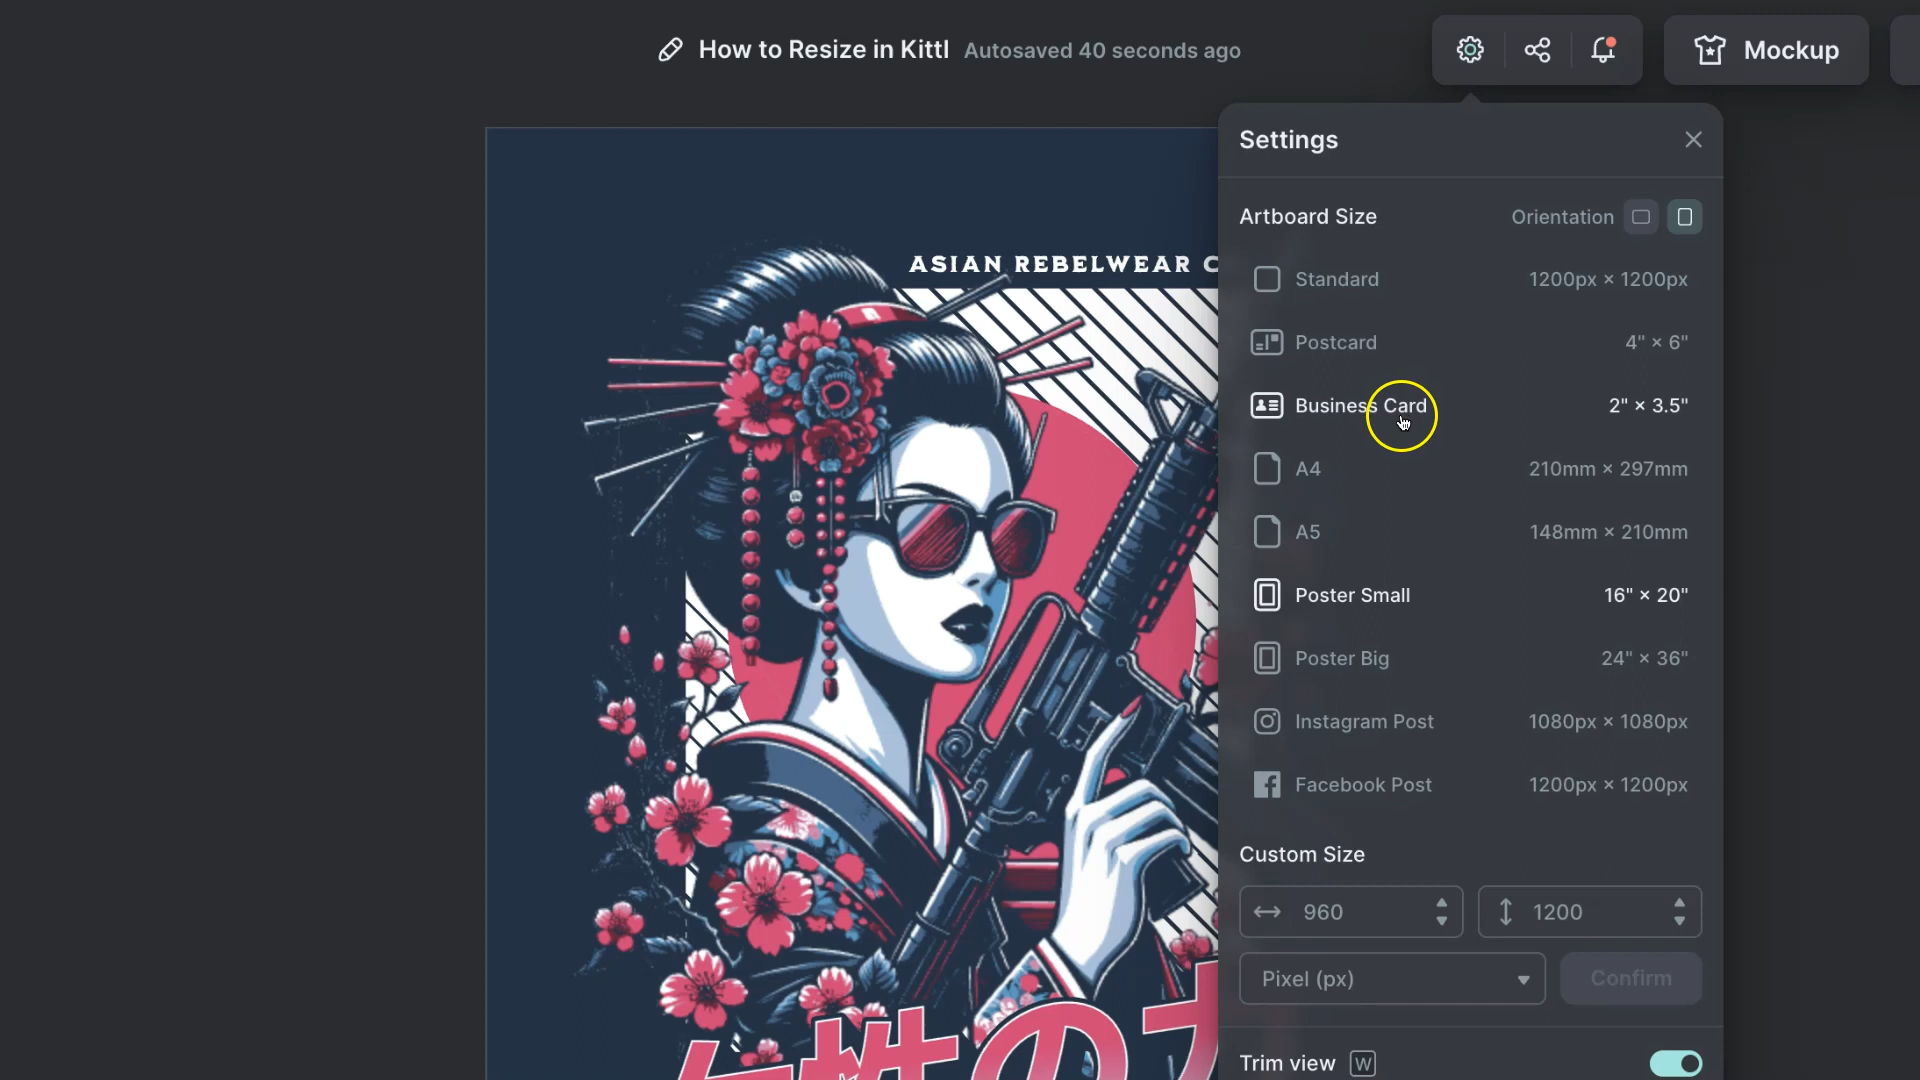 How to Resize in Kittl Autosaved 40 seconds ago
Mockup
Settings
Artboard Size Orientation
Standard 1200px × 1200px
Postcard 4" × 6"
Business Card 2" × 3.5"
A4 210mm × 297mm
A5 148mm × 210mm
Poster Small 16" × 20"
Poster Big 24" × 36"
Instagram Post 1080px × 1080px
Facebook Post 1200px × 1200px
Custom Size
960 1200
Pixel (px) Confirm
Trim view W
ASIAN REBELWEAR C
女性の